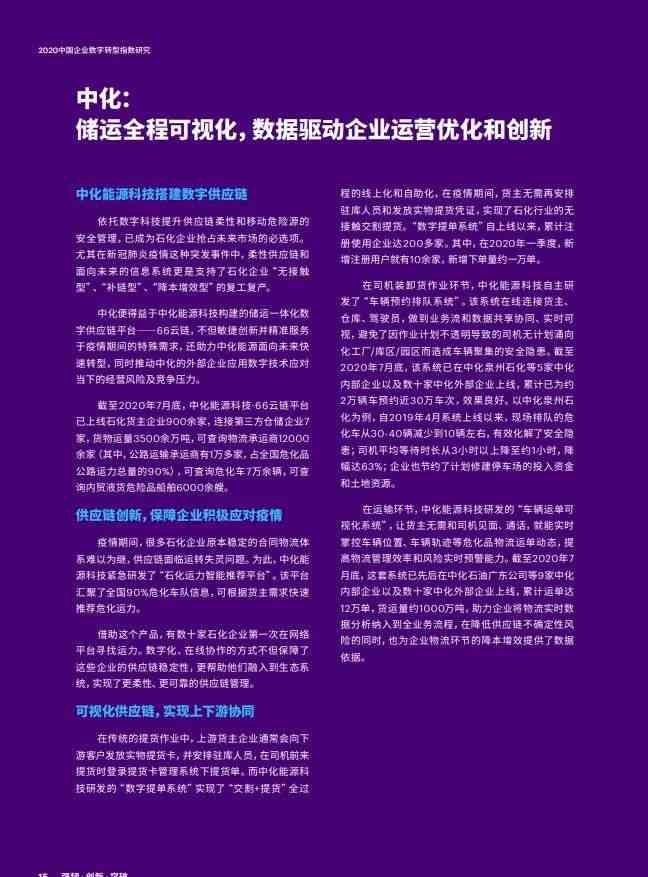 2020中国企业数字转型指数研究
中化：
储运全程可视化，数据驱动企业运营优化和创新
中化能源科技搭建数字供应链
依托数字科技提升供应链柔性和移动危险源的
安全管理，已成为石化企业抢占未来市场的必选项。
尤其在新冠肺炎疫情这种突发事件中，柔性供应链和
面向未来的信息系统更是支持了石化企业“无接触
型”、“补链型”、“降本增效型”的复工复产。
中化便得益于中化能源科技构建的储运一体化数
字供应链平台——66云链，不但敏捷创新并精准服务
于疫情期间的特殊需求，还助力中化能源面向未来快
速转型，同时推动中化的外部企业应用数字技术应对
当下的经营风险及竞争压力。
截至2020年7月底，中化能源科技·66云链平台
已上线石化货主企业900余家，连接第三方仓储企业7
家，货物运量3500余万吨，可查询物流承运商12000
余家（其中，公路运输承运商有1万多家，占全国危化品
公路运力总量的90%），可查询危化车7万余辆，可查
询内贸液货危险品船舶6000余艘。
供应链创新，保障企业积极应对疫情
疫情期间，很多石化企业原本稳定的合同物流体
系难以为继，供应链面临运转失灵问题。为此，中化能
源科技紧急研发了“石化运力智能推荐平台”。该平台
汇聚了全国90%危化车队信息，可根据货主需求快速
推荐危化运力。
借助这个产品，有数十家石化企业第一次在网络
平台寻找运力。数字化、在线协作的方式不但保障了
这些企业的供应链稳定性，更帮助他们融入到生态系
统，实现了更柔性、更可靠的供应链管理。
可视化供应链，实现上下游协同
在传统的提货作业中，上游货主企业通常会向下
游客户发放实物提货卡，并安排驻库人员，在司机前来
提货时登录提货卡管理系统下提货单。而中化能源科
技研发的“数字提单系统”实现了“交割+提货”全过
程的线上化和自助化，在疫情期间，货主无需再安排
驻库人员和发放实物提货凭证，实现了石化行业的无
接触交割提货。“数字提单系统”自上线以来，累计注
册使用企业达200多家。其中，在2020年一季度，新
增注册用户就有10余家，新增下单量约一万单。
在司机装卸货作业环节，中化能源科技自主研
发了“车辆预约排队系统”。该系统在线连接货主、
仓库、驾驶员，做到业务流和数据共享协同、实时可
视，避免了因作业计划不透明导致的司机无计划涌向
化工厂/库区/园区而造成车辆聚集的安全隐患。截至
2020年7月底，该系统已在中化泉州石化等5家中化
内部企业以及数十家中化外部企业上线，累计已为约
2万辆车预约近30万车次，效果良好。以中化泉州石
化为例，自2019年4月系统上线以来，现场排队的危
化车从30-40辆减少到10辆左右，有效化解了安全隐
患；司机平均等待时长从3小时以上降至约1小时，降
幅达63%；企业也节约了计划修建停车场的投入资金
和土地资源。
在运输环节，中化能源科技研发的“车辆运单可
视化系统”，让货主无需和司机见面、通话，就能实时
掌控车辆位置、车辆轨迹等危化品物流运单动态，提
高物流管理效率和风险实时预警能力。截至2020年7
月底，这套系统已先后在中化石油广东公司等9家中化
内部企业以及数十家中化外部企业上线，累计运单达
12万单，货运量约1000万吨，助力企业将物流实时数
据分析纳入到全业务流程，在降低供应链不确定性风
险的同时，也为企业物流环节的降本增效提供了数据
依据。